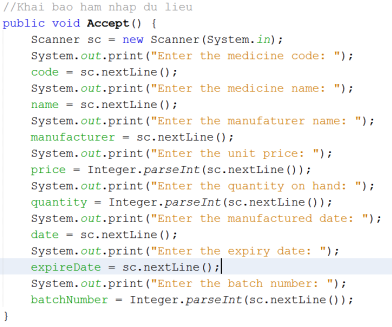 //Khai bao ham nhap du lieu
public void Accept() {
Scanner sc = new Scanner(System.in);
System.out.print("Enter the medicine code: ");
code = sc.nextLine();
System.out.print("Enter the medicine name: ");
name = sc.nextLine();
System.out.print("Enter the manufaturer name: ");
manufacturer = sc.nextLine();
System.out.print("Enter the unit price: ");
price = Integer.parseInt(sc.nextLine());
System.out.print("Enter the quantity on hand: ");
quantity = Integer.parseInt(sc.nextLine());
System.out.print("Enter the manufactured date: ");
date = sc.nextLine();
System.out.print("Enter the expiry date: ");
expireDate = sc.nextLine();
System.out.print("Enter the batch number: ");
batchNumber = Integer.parseInt(sc.nextLine());
}